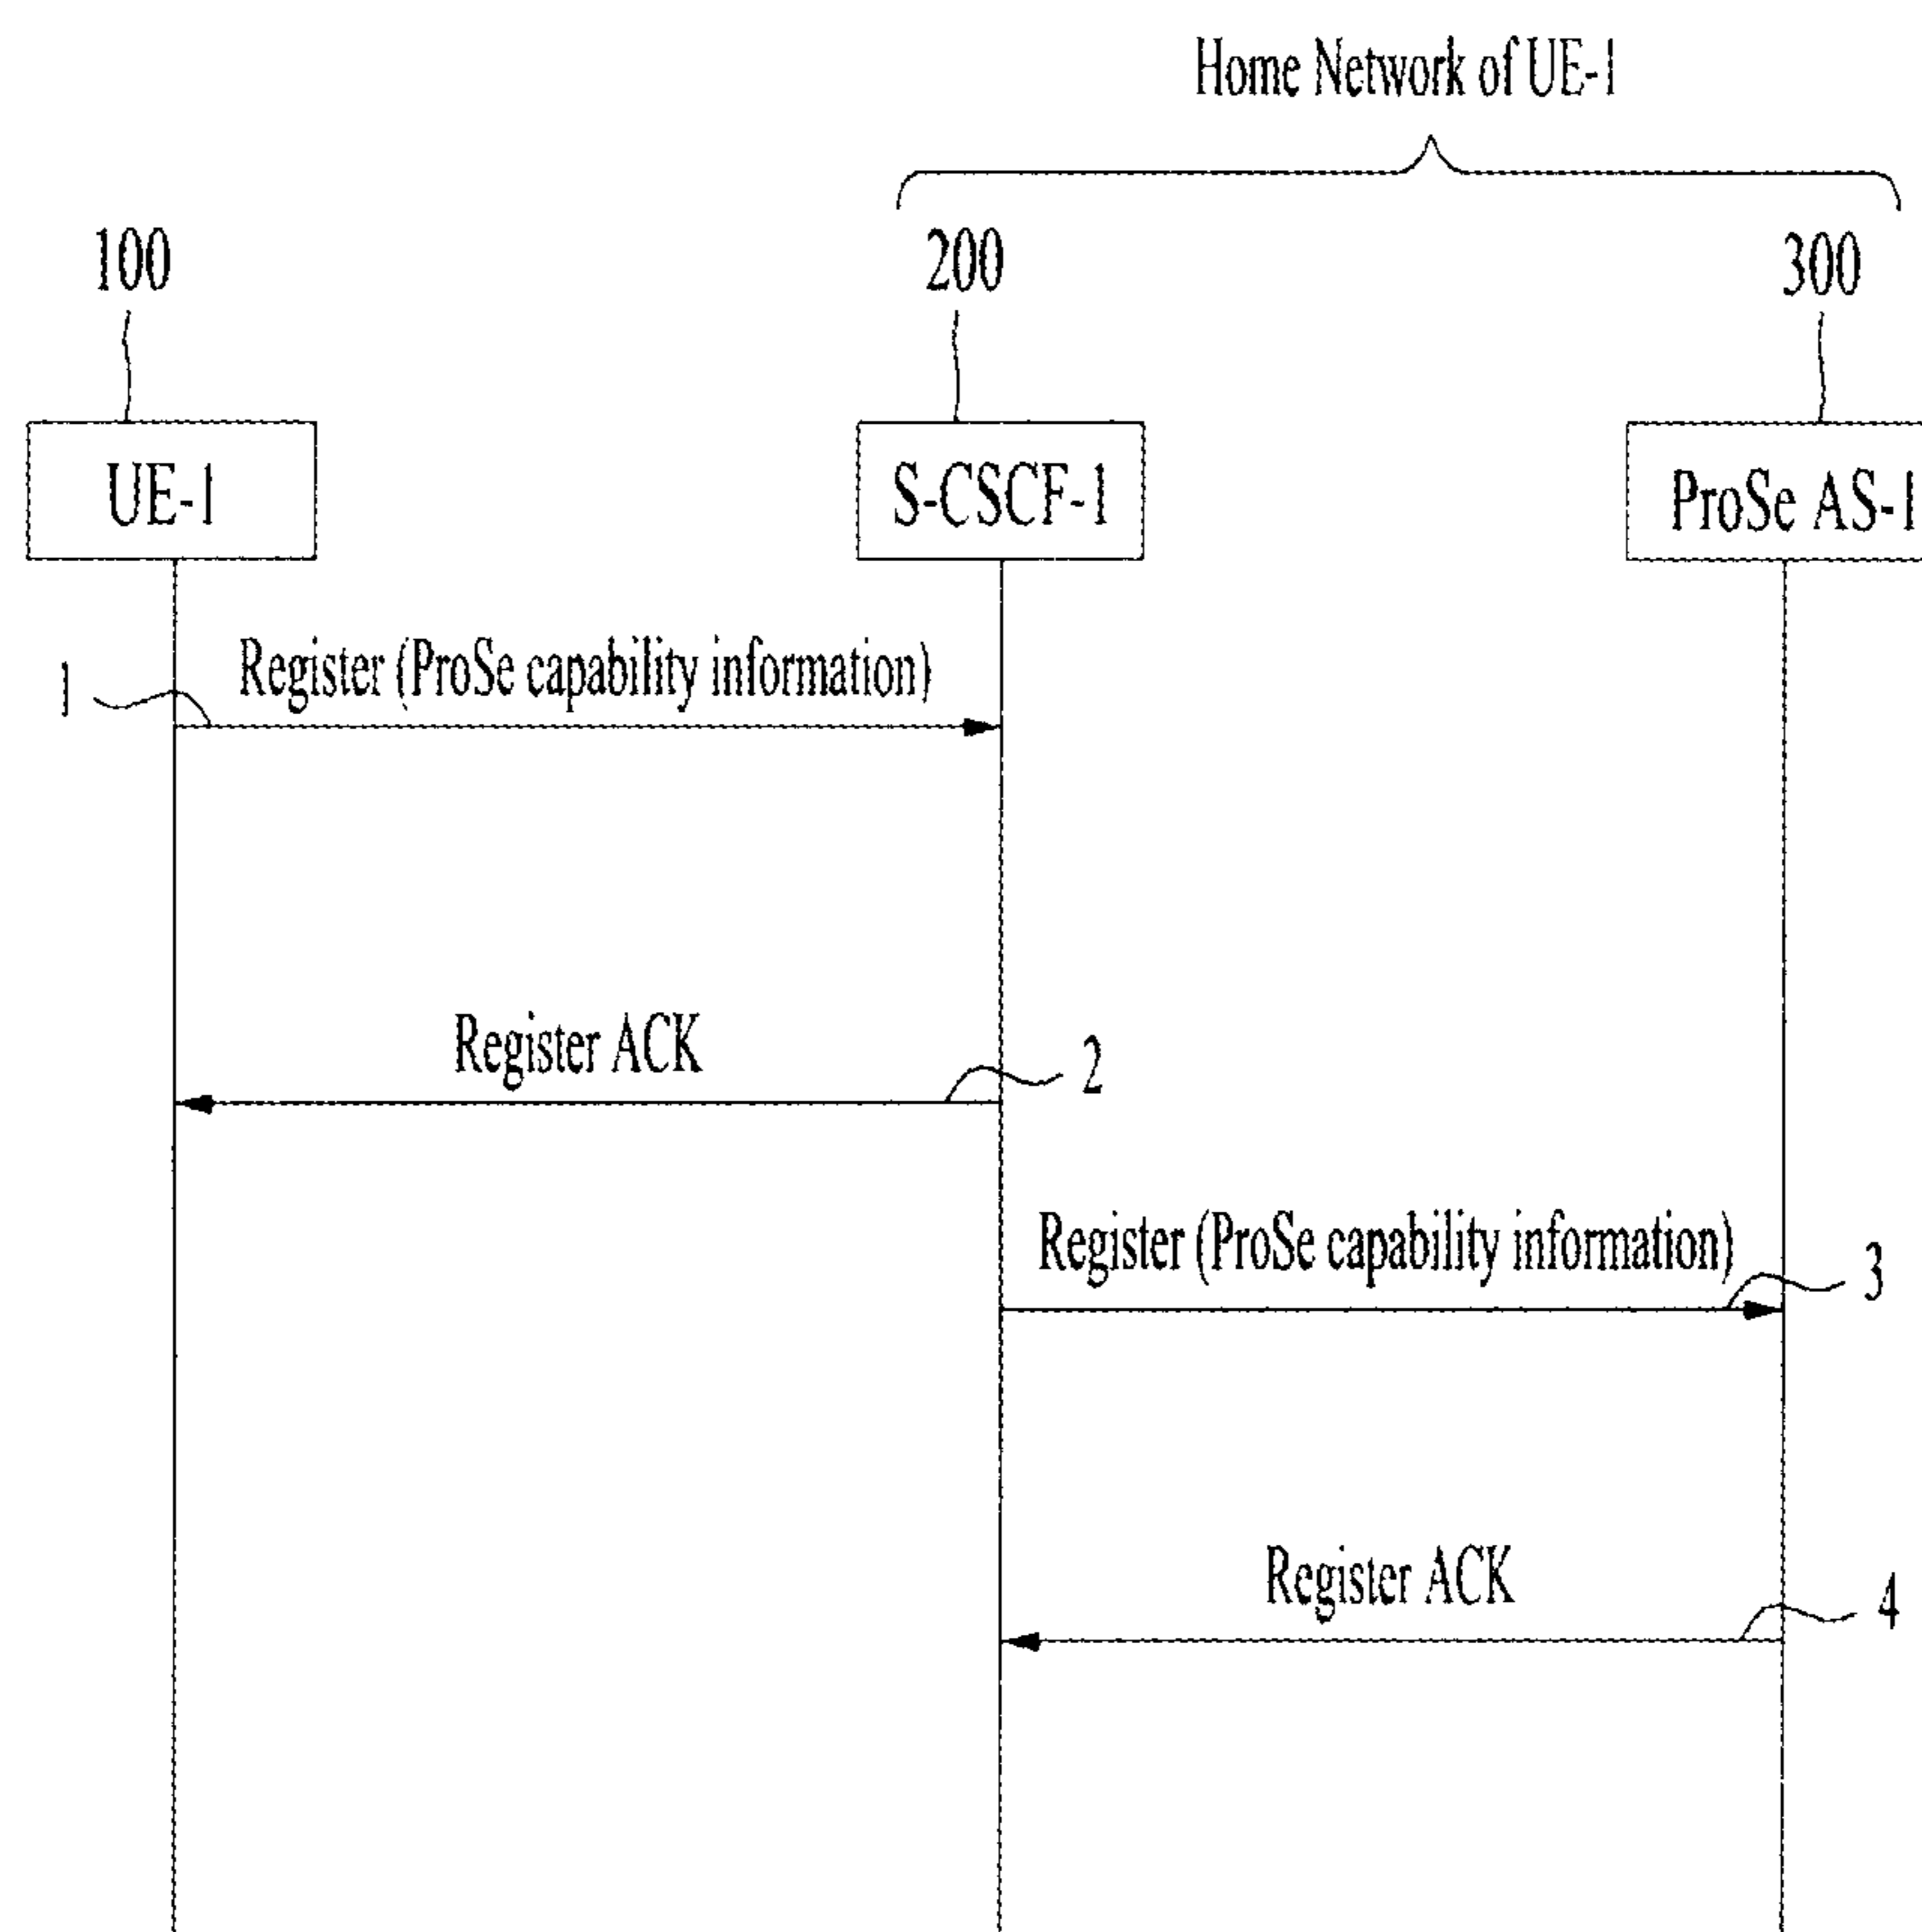 Home Network of UE-1
100
200
300
UE-1
S-CSCF-1
ProSe AS-1
1
Register (ProSe capability information)
Register ACK
2
Register (ProSe capability information)
3
Register ACK
4